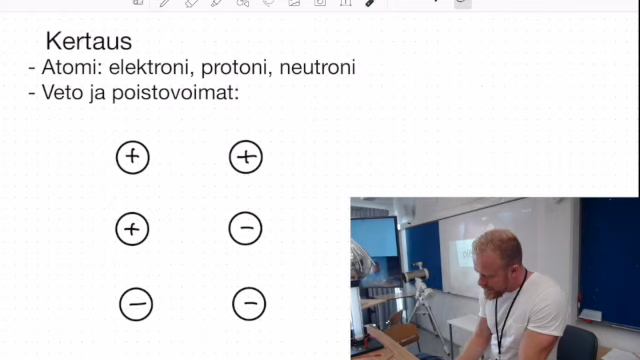 Kertaus
- Atomi: elektroni, protoni, neutroni
- Veto ja poistovoimat:
+ +
+ −
− −